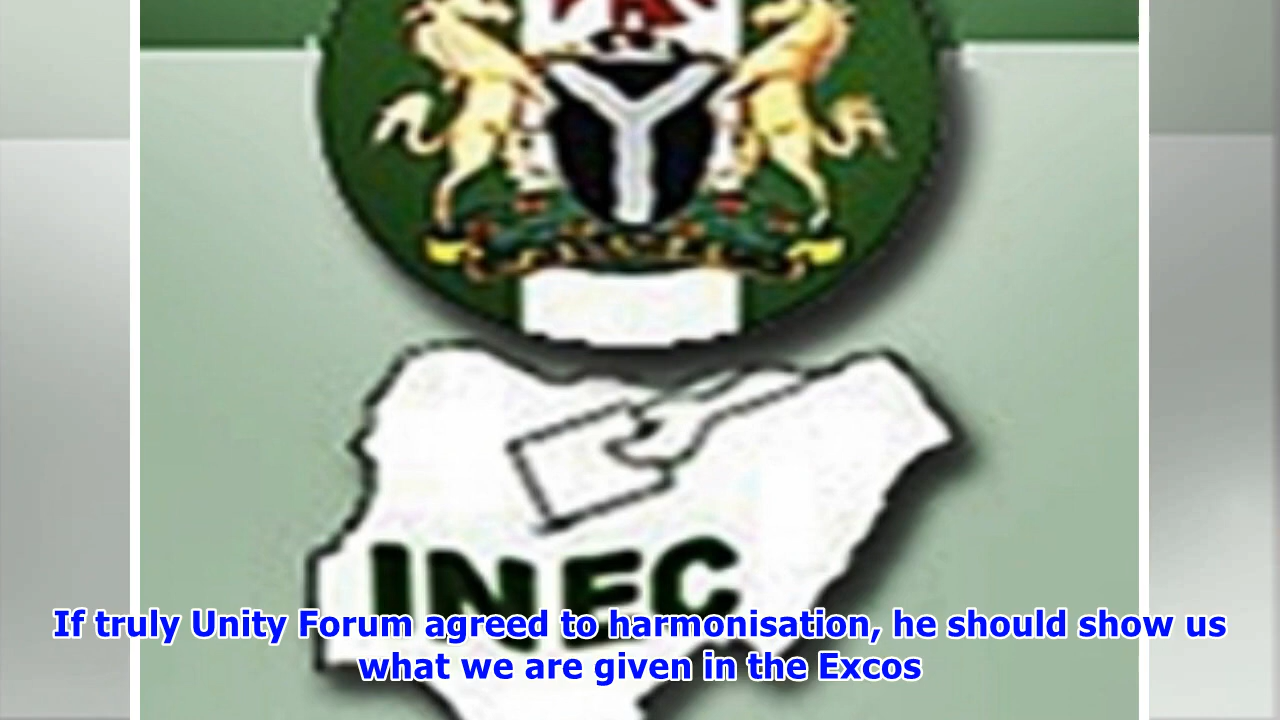 INEC
If truly Unity Forum agreed to harmonisation, he should show us
what we are given in the Excos